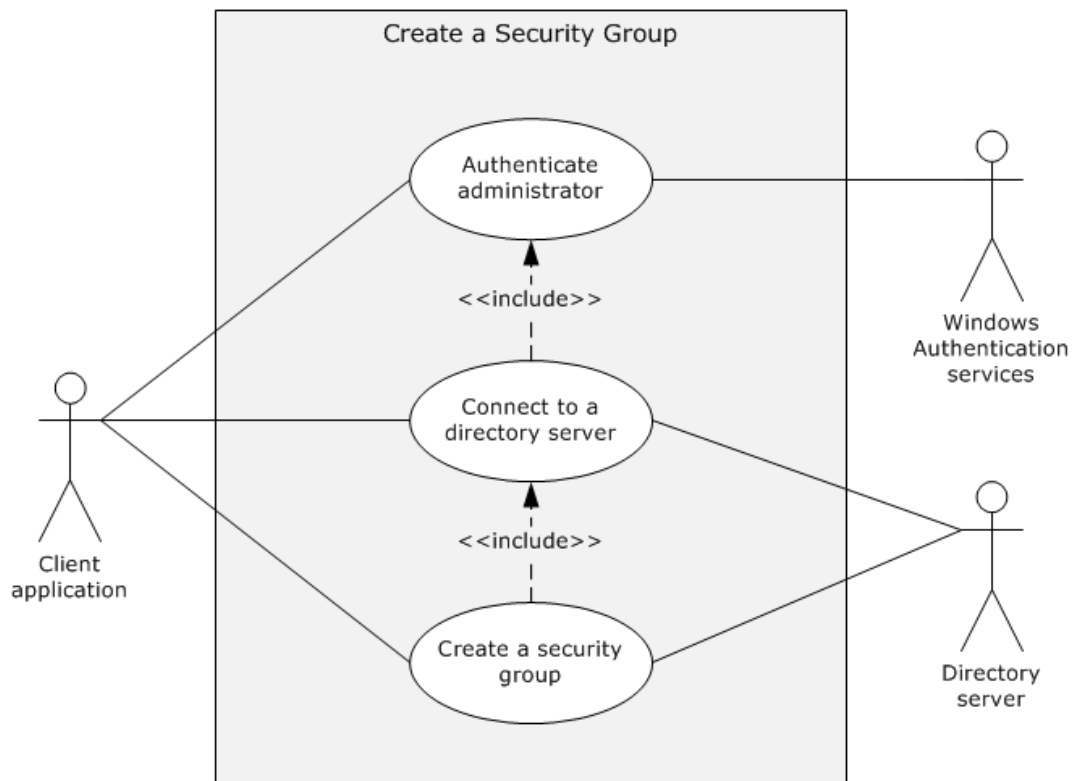 Create a Security Group
Authenticate
administrator
<<include>>
Windows
Authentication
services
Connect to a
directory server
Client
application
<<include>>
Create a security
group
Directory
server